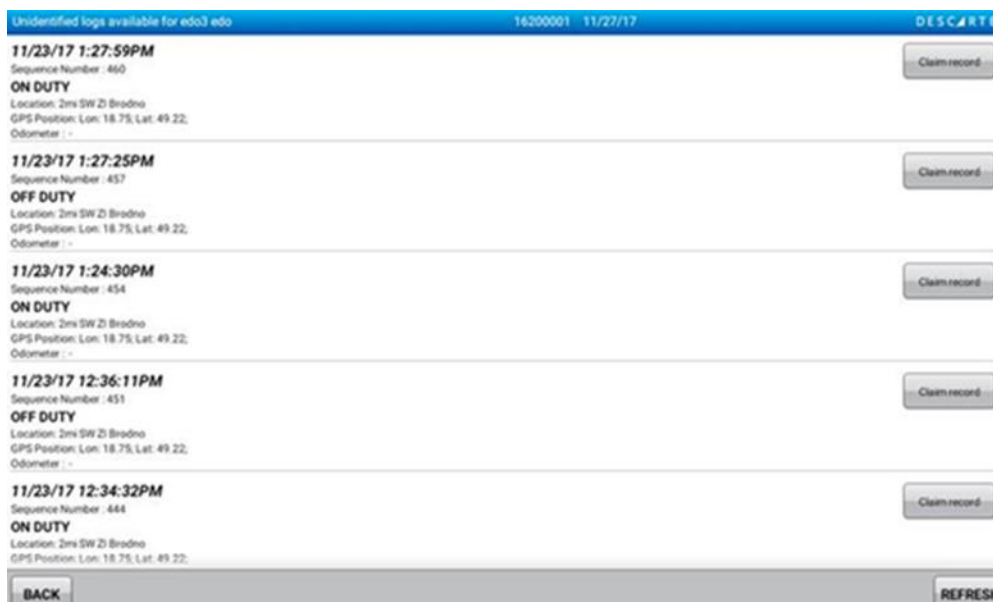 Unidentified logs available for edo3 edo 16200001 11/27/17 DESCARTE
11/23/17 1:27:59PM
Claim record
Sequence Number : 460
ON DUTY
Location: 2mi SW ZI Brodno
GPS Position: Lon: 18.75; Lat: 49.22;
Odometer : -
11/23/17 1:27:25PM
Claim record
Sequence Number : 457
OFF DUTY
Location: 2mi SW ZI Brodno
GPS Position: Lon: 18.75; Lat: 49.22;
Odometer : -
11/23/17 1:24:30PM
Claim record
Sequence Number : 454
ON DUTY
Location: 2mi SW ZI Brodno
GPS Position: Lon: 18.75; Lat: 49.22;
Odometer : -
11/23/17 12:36:11PM
Claim record
Sequence Number : 451
OFF DUTY
Location: 2mi SW ZI Brodno
GPS Position: Lon: 18.75; Lat: 49.22;
Odometer : -
11/23/17 12:34:32PM
Claim record
Sequence Number : 444
ON DUTY
Location: 2mi SW ZI Brodno
GPS Position: Lon: 18.75; Lat: 49.22;
BACK REFRESH